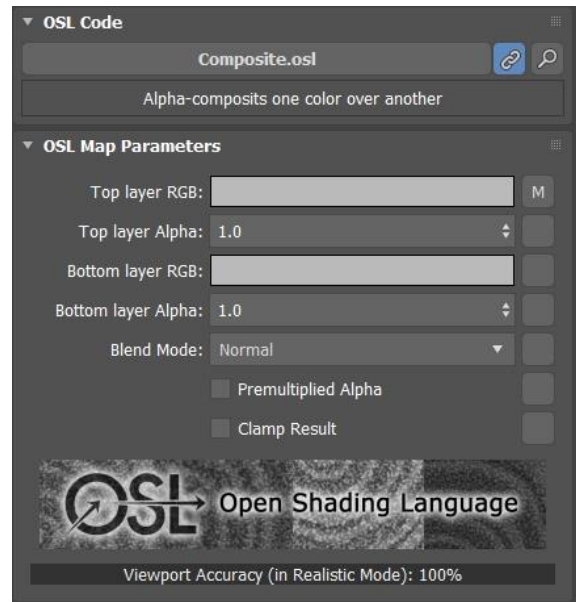 OSL Code
Composite.osl
Alpha-composits one color over another
OSL Map Parameters
Top layer RGB:
M
Top layer Alpha: 1.0
Bottom layer RGB:
Bottom layer Alpha: 1.0
Blend Mode: Normal
Premultiplied Alpha
Clamp Result
OSL Open Shading Language
Viewport Accuracy (in Realistic Mode): 100%